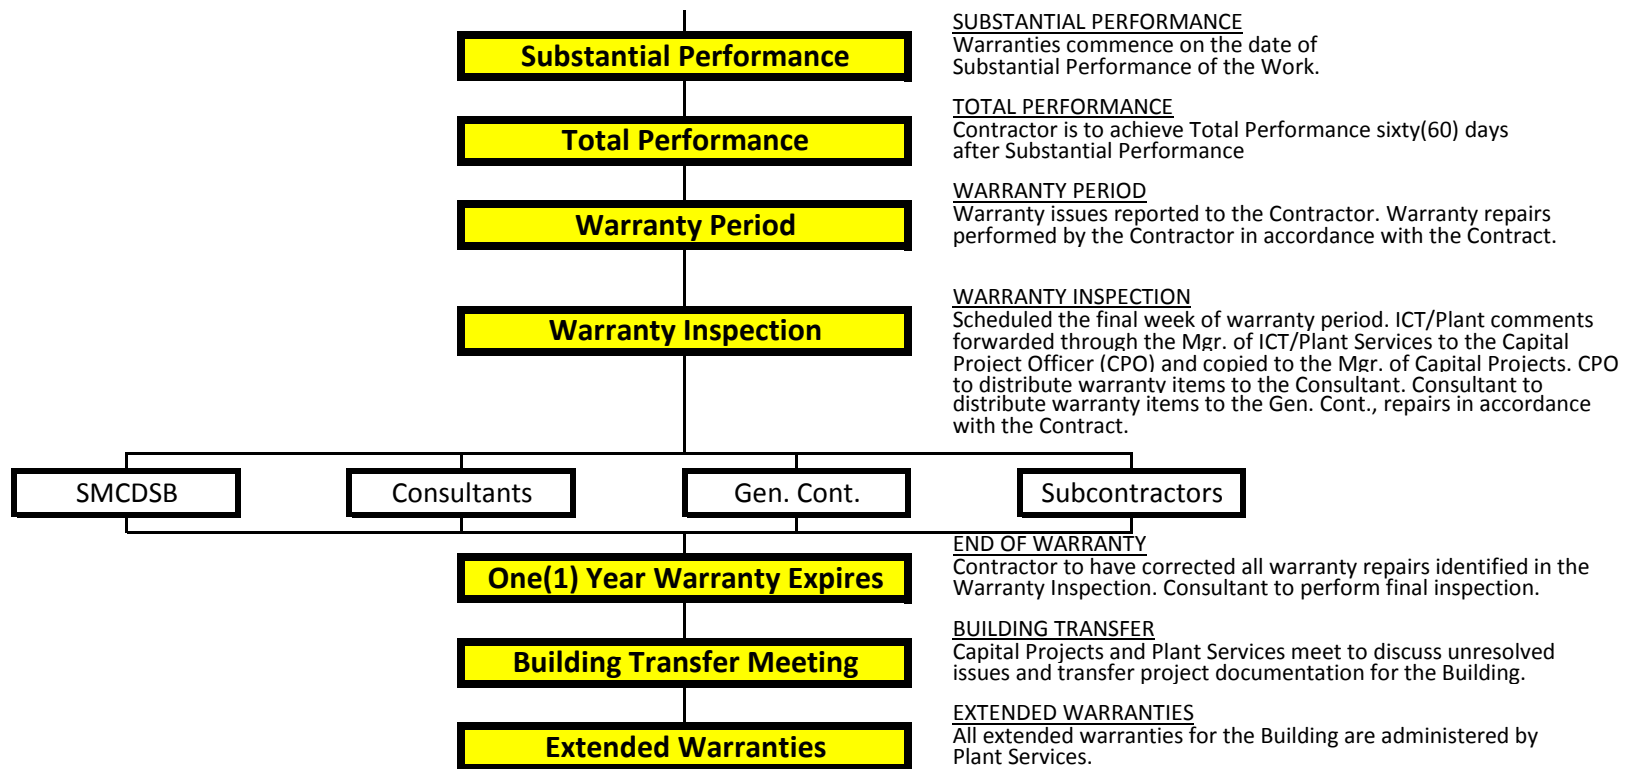 Substantial Performance
SUBSTANTIAL PERFORMANCE
Warranties commence on the date of
Substantial Performance of the Work.
Total Performance
TOTAL PERFORMANCE
Contractor is to achieve Total Performance sixty(60) days
after Substantial Performance
Warranty Period
WARRANTY PERIOD
Warranty issues reported to the Contractor. Warranty repairs
performed by the Contractor in accordance with the Contract.
Warranty Inspection
WARRANTY INSPECTION
Scheduled the final week of warranty period. ICT/Plant comments
forwarded through the Mgr. of ICT/Plant Services to the Capital
Project Officer (CPO) and copied to the Mgr. of Capital Projects. CPO
to distribute warranty items to the Consultant. Consultant to
distribute warranty items to the Gen. Cont., repairs in accordance
with the Contract.
SMCDSB
Consultants
Gen. Cont.
Subcontractors
One(1) Year Warranty Expires
END OF WARRANTY
Contractor to have corrected all warranty repairs identified in the
Warranty Inspection. Consultant to perform final inspection.
Building Transfer Meeting
BUILDING TRANSFER
Capital Projects and Plant Services meet to discuss unresolved
issues and transfer project documentation for the Building.
Extended Warranties
EXTENDED WARRANTIES
All extended warranties for the Building are administered by
Plant Services.